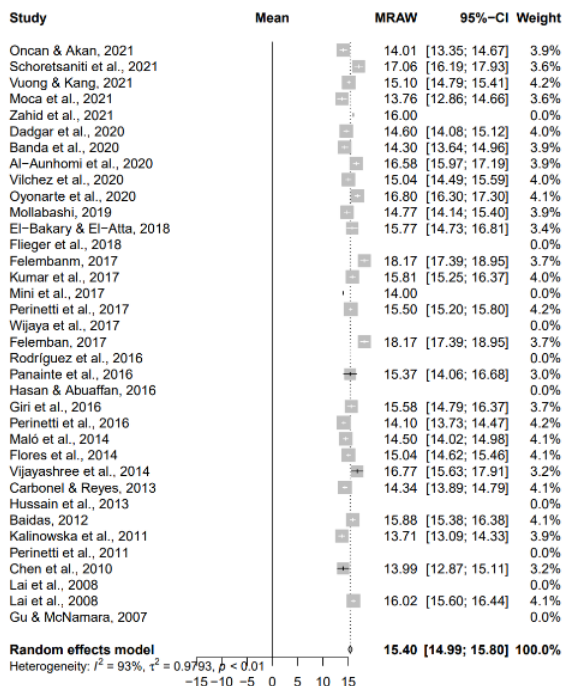 Study Mean MRAW 95%−CI Weight
Oncan & Akan, 2021 14.01 [13.35; 14.67] 3.9%
Schoretsaniti et al., 2021 17.06 [16.19; 17.93] 3.6%
Vuong & Kang, 2021 15.10 [14.79; 15.41] 4.2%
Moca et al., 2021 13.76 [12.86; 14.66] 3.6%
Zahid et al., 2021 16.00 0.0%
Dadgar et al., 2020 14.60 [14.08; 15.12] 4.0%
Banda et al., 2020 14.30 [13.64; 14.96] 3.9%
Al−Aunhomi et al., 2020 16.58 [15.97; 17.19] 3.9%
Vilchez et al., 2020 15.04 [14.49; 15.59] 4.0%
Oyonarte et al., 2020 16.80 [16.30; 17.30] 4.1%
Mollabashi, 2019 14.77 [14.14; 15.40] 3.9%
El−Bakary & El−Atta, 2018 15.77 [14.73; 16.81] 3.4%
Flieger et al., 2018 0.0%
Felembanm, 2017 18.17 [17.39; 18.95] 3.7%
Kumar et al., 2017 15.81 [15.25; 16.37] 4.0%
Mini et al., 2017 14.00 0.0%
Perinetti et al., 2017 15.50 [15.20; 15.80] 4.2%
Wijaya et al., 2017 0.0%
Felemban, 2017 18.17 [17.39; 18.95] 3.7%
Rodríguez et al., 2016 0.0%
Panainte et al., 2016 15.37 [14.06; 16.68] 3.0%
Hasan & Abuaffan, 2016 0.0%
Giri et al., 2016 15.58 [14.79; 16.37] 3.7%
Perinetti et al., 2016 14.10 [13.73; 14.47] 4.1%
Maló et al., 2014 14.50 [14.02; 14.98] 4.1%
Flores et al., 2014 15.04 [14.62; 15.46] 4.1%
Vijayashree et al., 2014 16.77 [15.63; 17.91] 3.2%
Carbonel & Reyes, 2013 14.34 [13.89; 14.79] 4.1%
Hussain et al., 2013 0.0%
Baidas, 2012 15.88 [15.38; 16.38] 4.1%
Kalinowska et al., 2011 13.71 [13.09; 14.33] 3.9%
Perinetti et al., 2011 0.0%
Chen et al., 2010 13.99 [12.87; 15.11] 3.2%
Lai et al., 2008 0.0%
Lai et al., 2008 16.02 [15.60; 16.44] 4.1%
Gu & McNamara, 2007 0.0%
Random effects model 15.40 [14.99; 15.80] 100.0%
Heterogeneity: I² = 93%, τ² = 0.9793, p < 0.01
−15 −10 −5 0 5 10 15